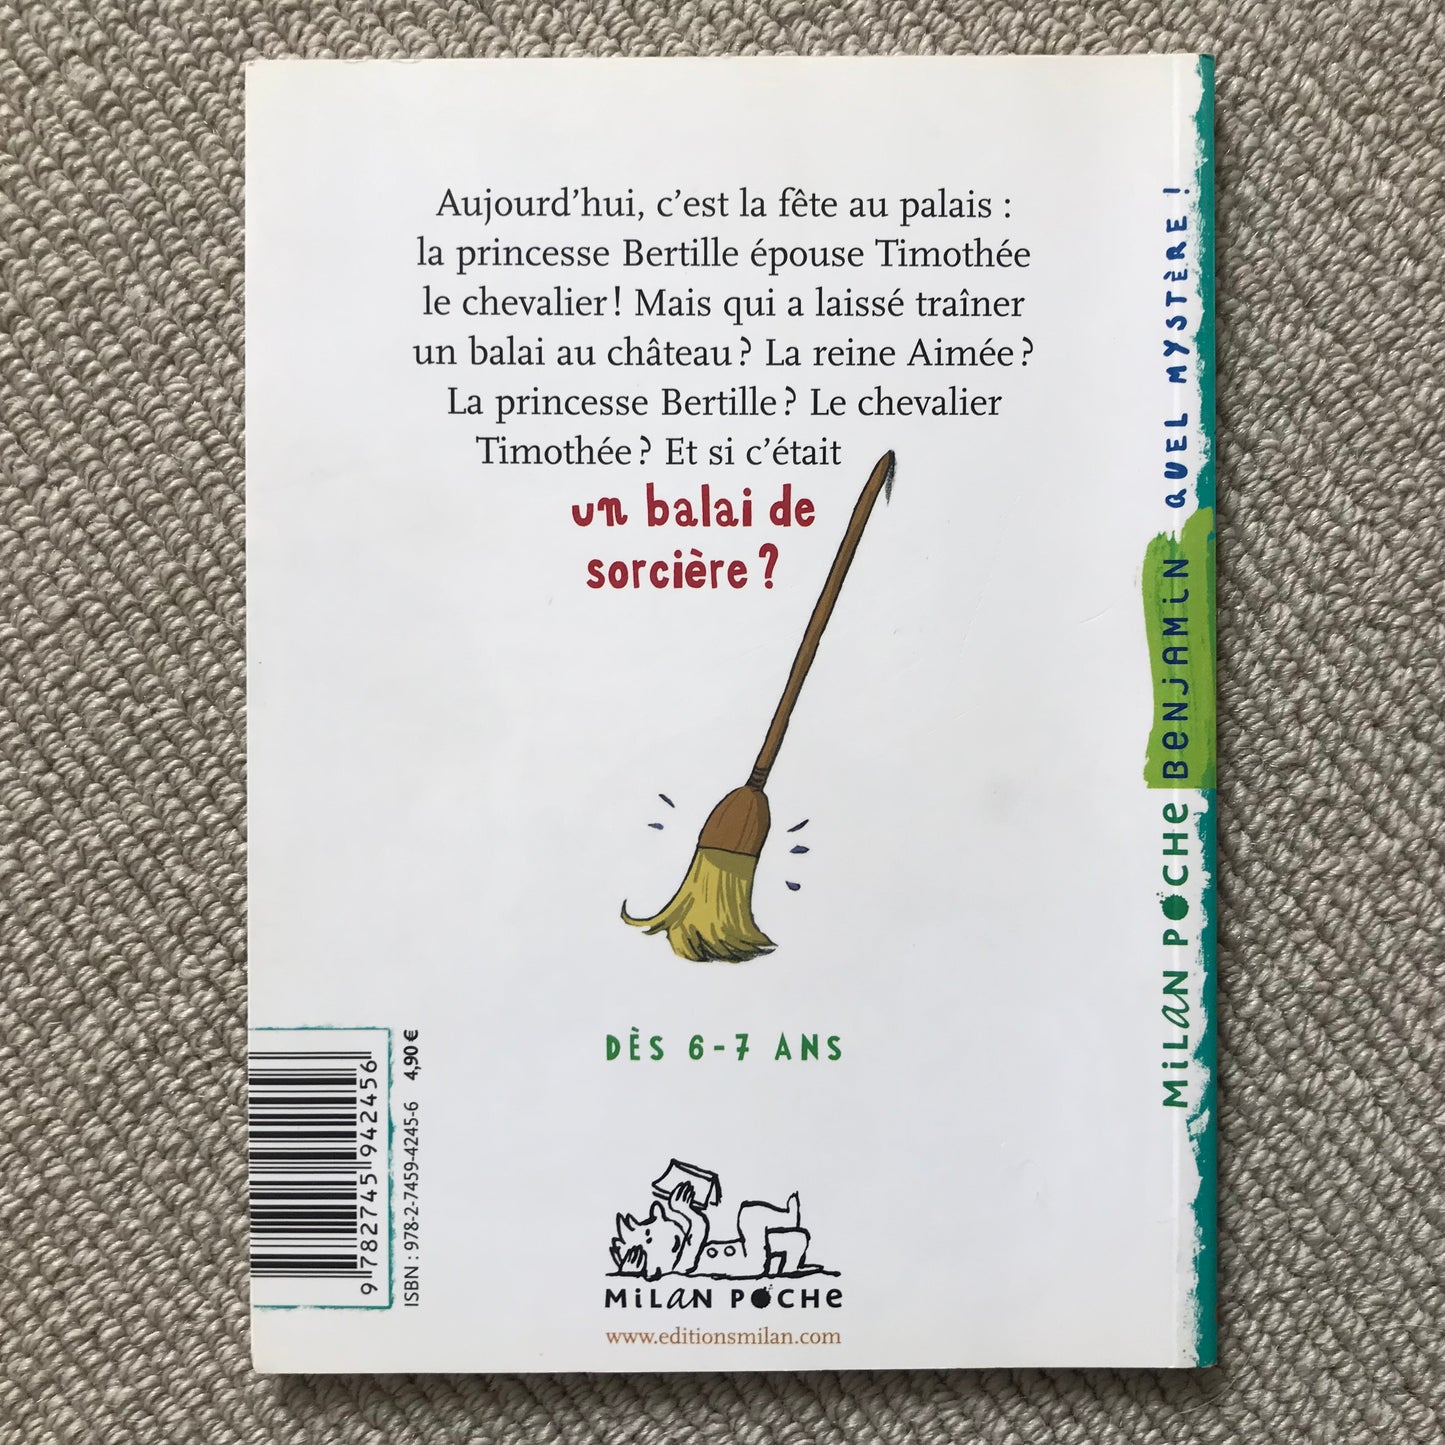 Aujourd’hui, c’est la fête au palais :
la princesse Bertille épouse Timothée
le chevalier ! Mais qui a laissé traîner
un balai au château ? La reine Aimée ?
La princesse Bertille ? Le chevalier
Timothée ? Et si c’était
un balai de
sorcière ?
DÈS 6-7 ANS
MiLAN POCHe
www.editionsmilan.com
9 782745 942456
ISBN : 978-2-7459-4245-6
4,90 €
MiLAN POCHe BenjAMiN QUEL MYSTÈRE !